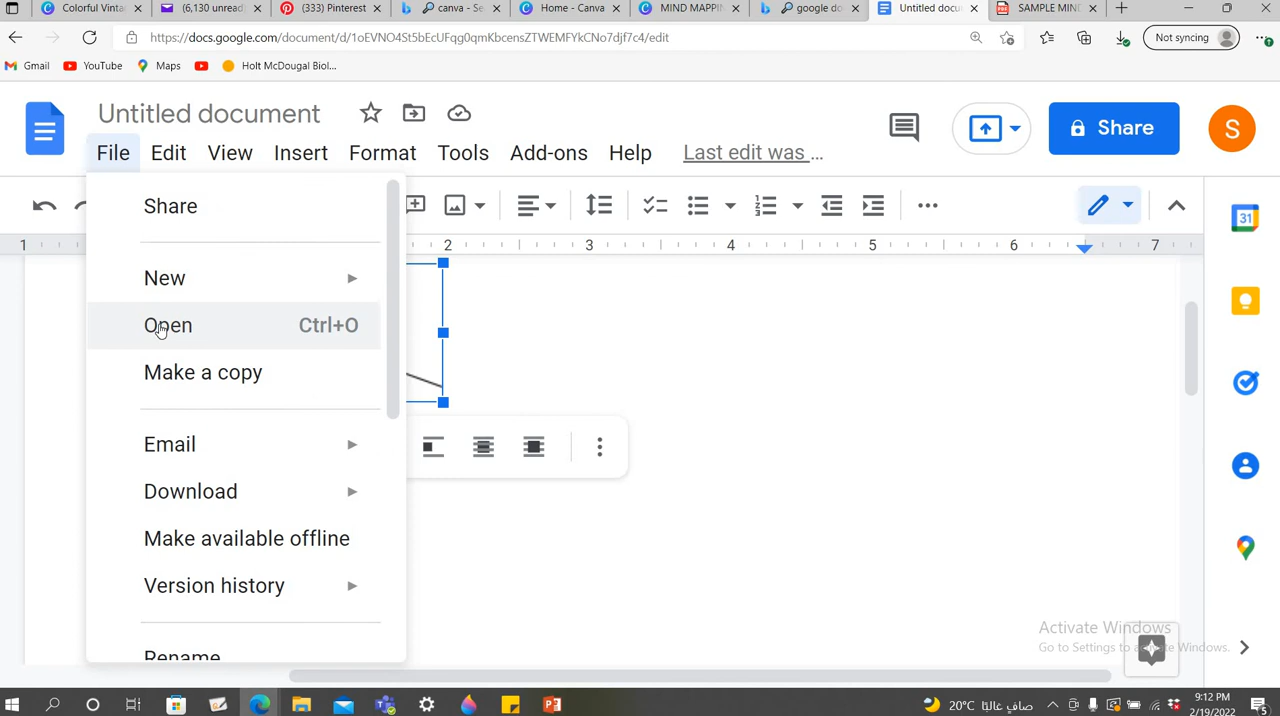 Colorful Vinta
(6,130 unread)
(333) Pinterest
canva - Se
Home - Canva
MIND MAPPIN
google do
Untitled docu
SAMPLE MIN
https://docs.google.com/document/d/1oEVNO4St5bEcUFqg0qmKbcensZTWEMFYkCNo7djf7c4/edit
Not syncing
Gmail
YouTube
Maps
Holt McDougal Biol...
Untitled document
Share
S
File
Edit
View
Insert
Format
Tools
Add-ons
Help
Last edit was ...
1 2 3 4 5 6 7
31
Share
New
Open Ctrl+O
Make a copy
Email
Download
Make available offline
Version history
Rename
Activate Windows
Go to Settings to activate Windows.
20°C صافٍ غالبًا
9:12 PM
2/19/2022
5